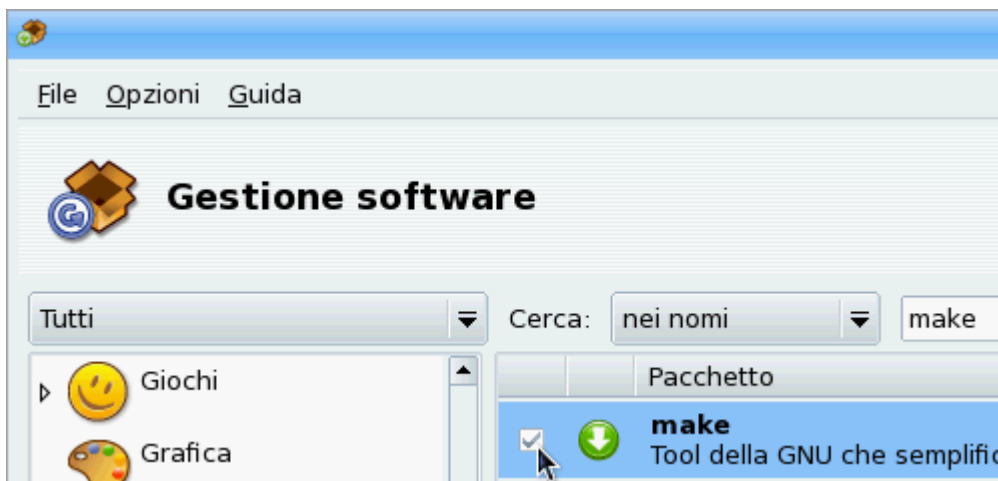 File Opzioni Guida
Gestione software
Tutti Cerca: nei nomi make
Giochi
Pacchetto
make
Grafica
Tool della GNU che semplific